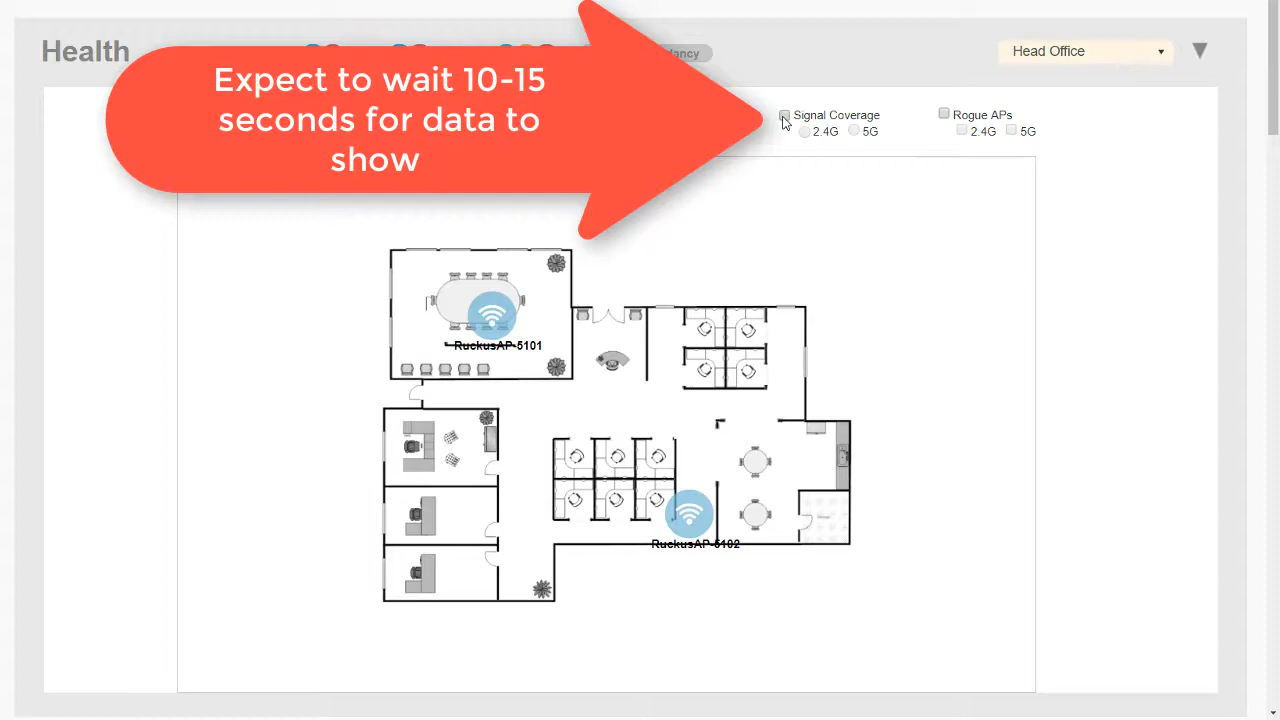 Health
Expect to wait 10-15
seconds for data to
show
Head Office
Signal Coverage
2.4G
5G
Rogue APs
2.4G
5G
RuckusAP-5101
RuckusAP-5102